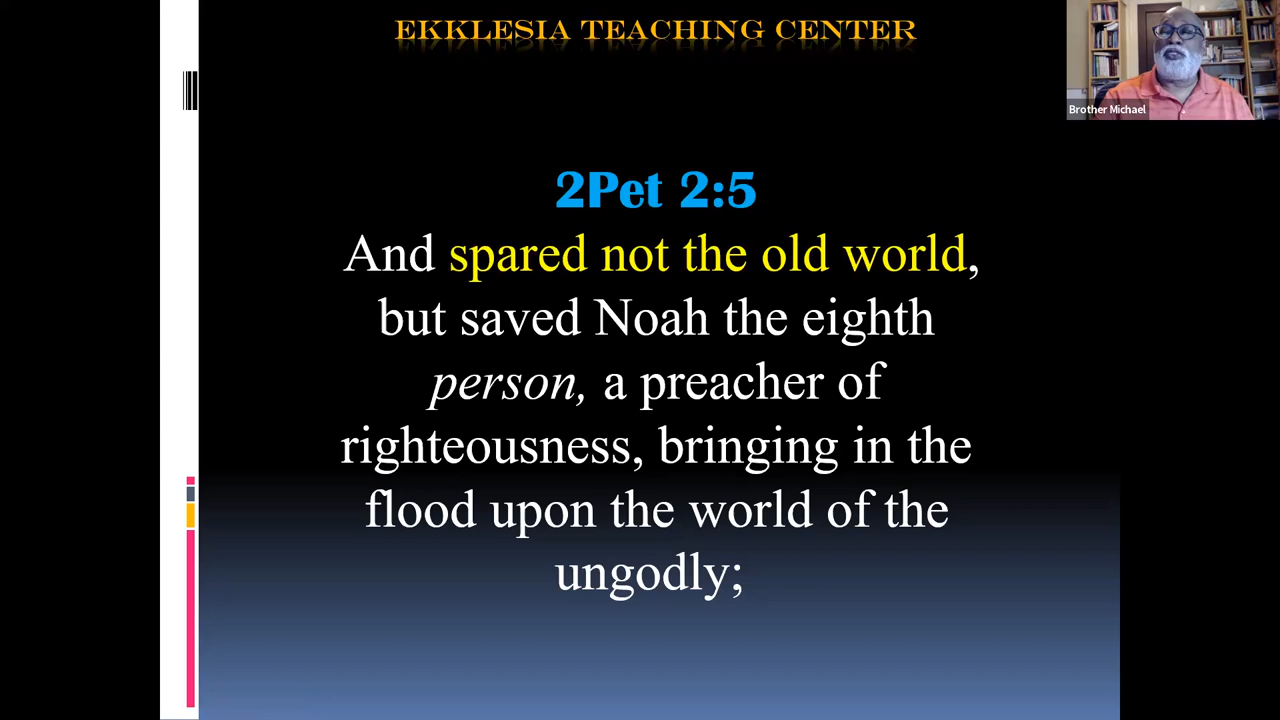 EKKLESIA TEACHING CENTER
Brother Michael
2Pet 2:5
And spared not the old world,
but saved Noah the eighth
person, a preacher of
righteousness, bringing in the
flood upon the world of the
ungodly;